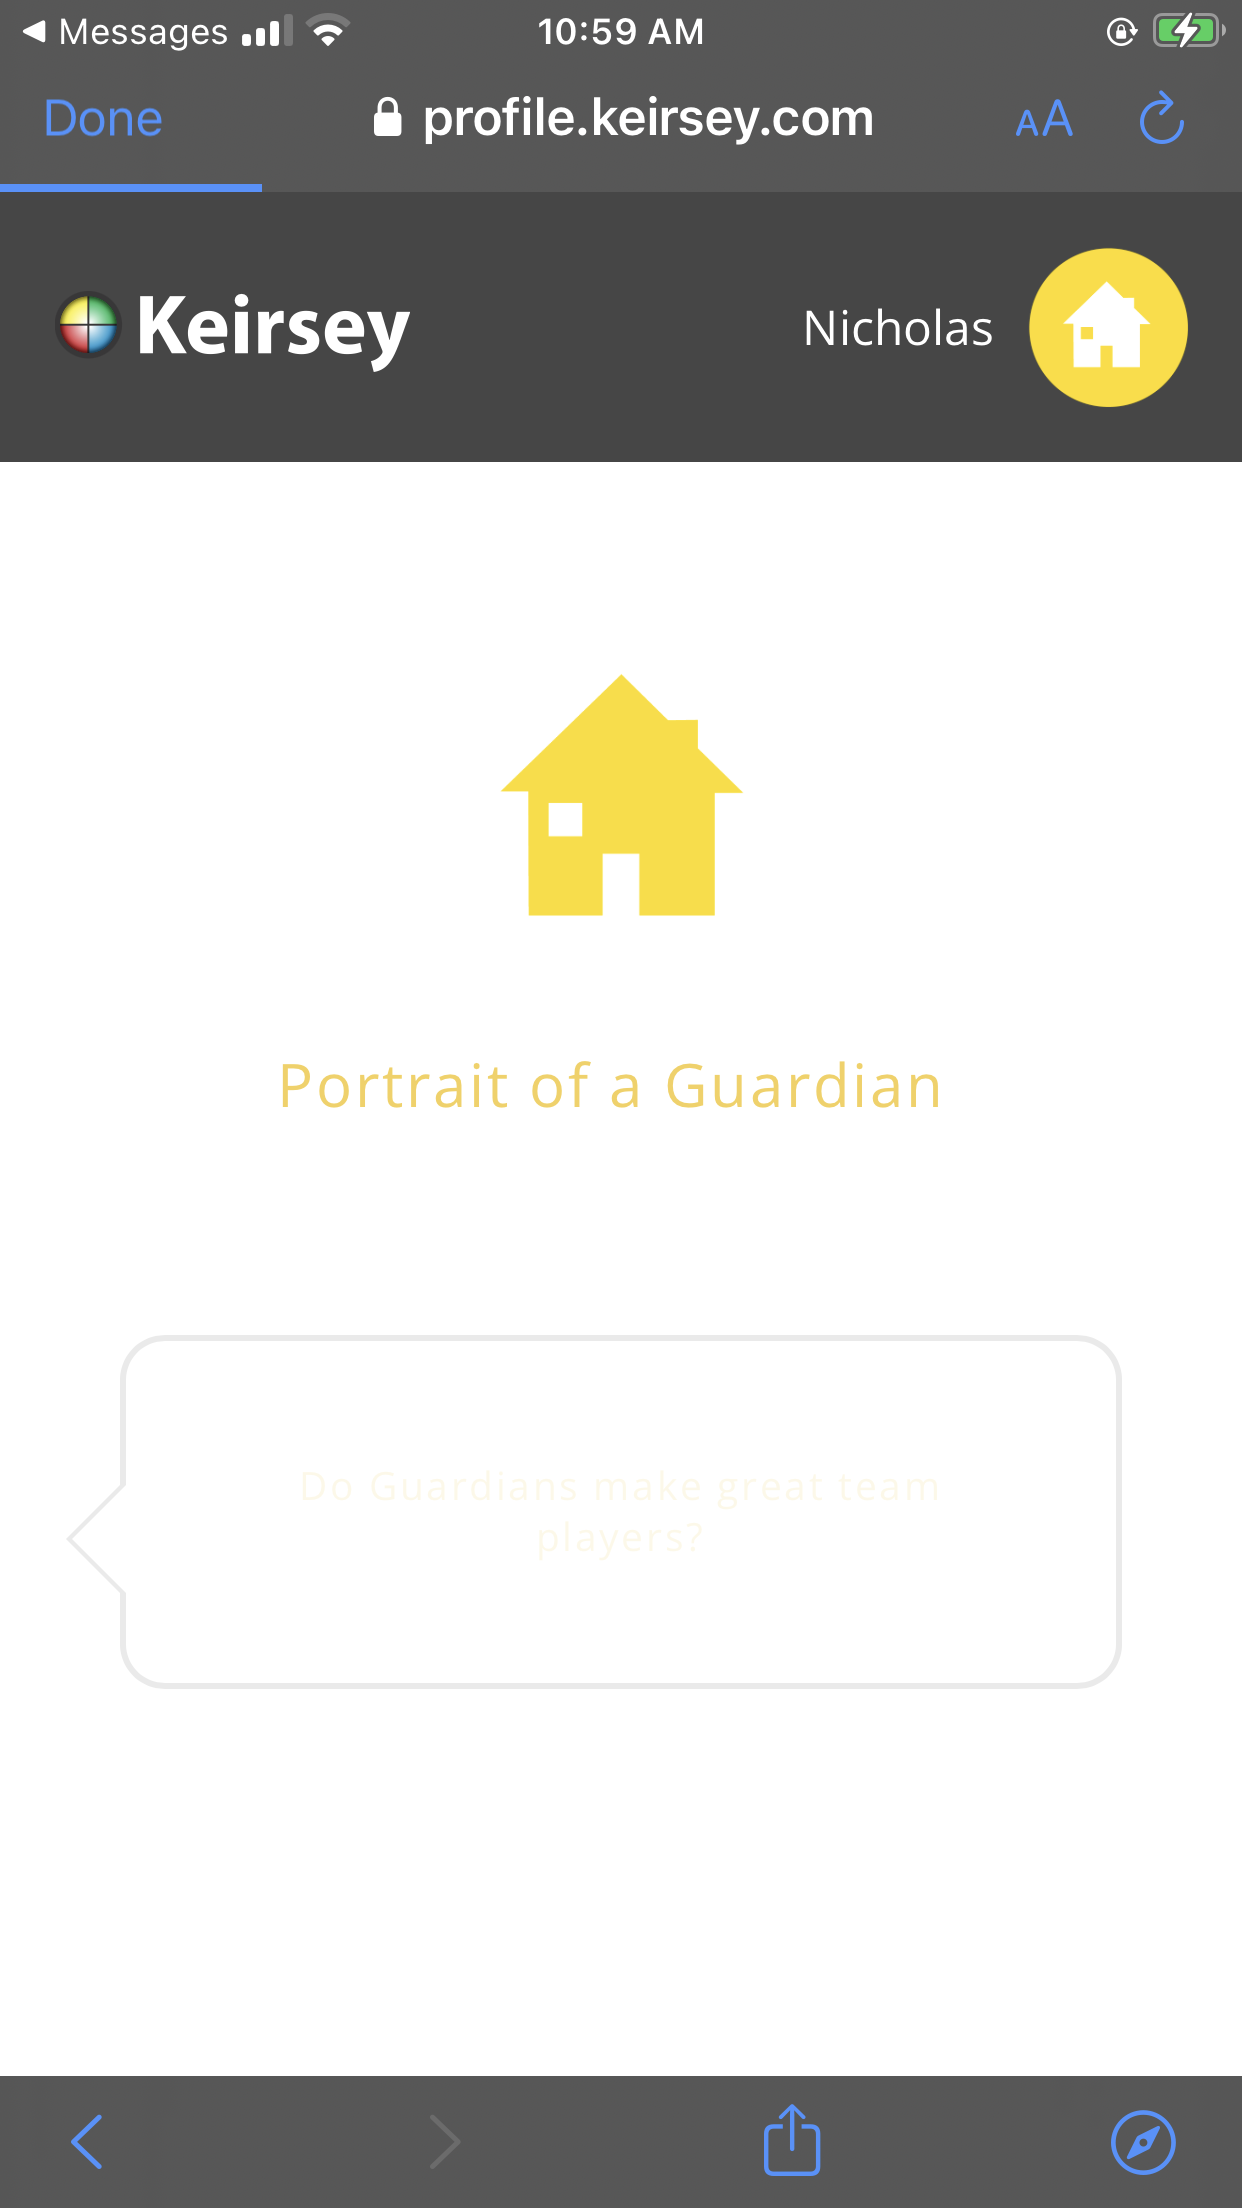 Messages 10:59 AM
Done profile.keirsey.com AA
Keirsey Nicholas
Portrait of a Guardian
Do Guardians make great team
players?